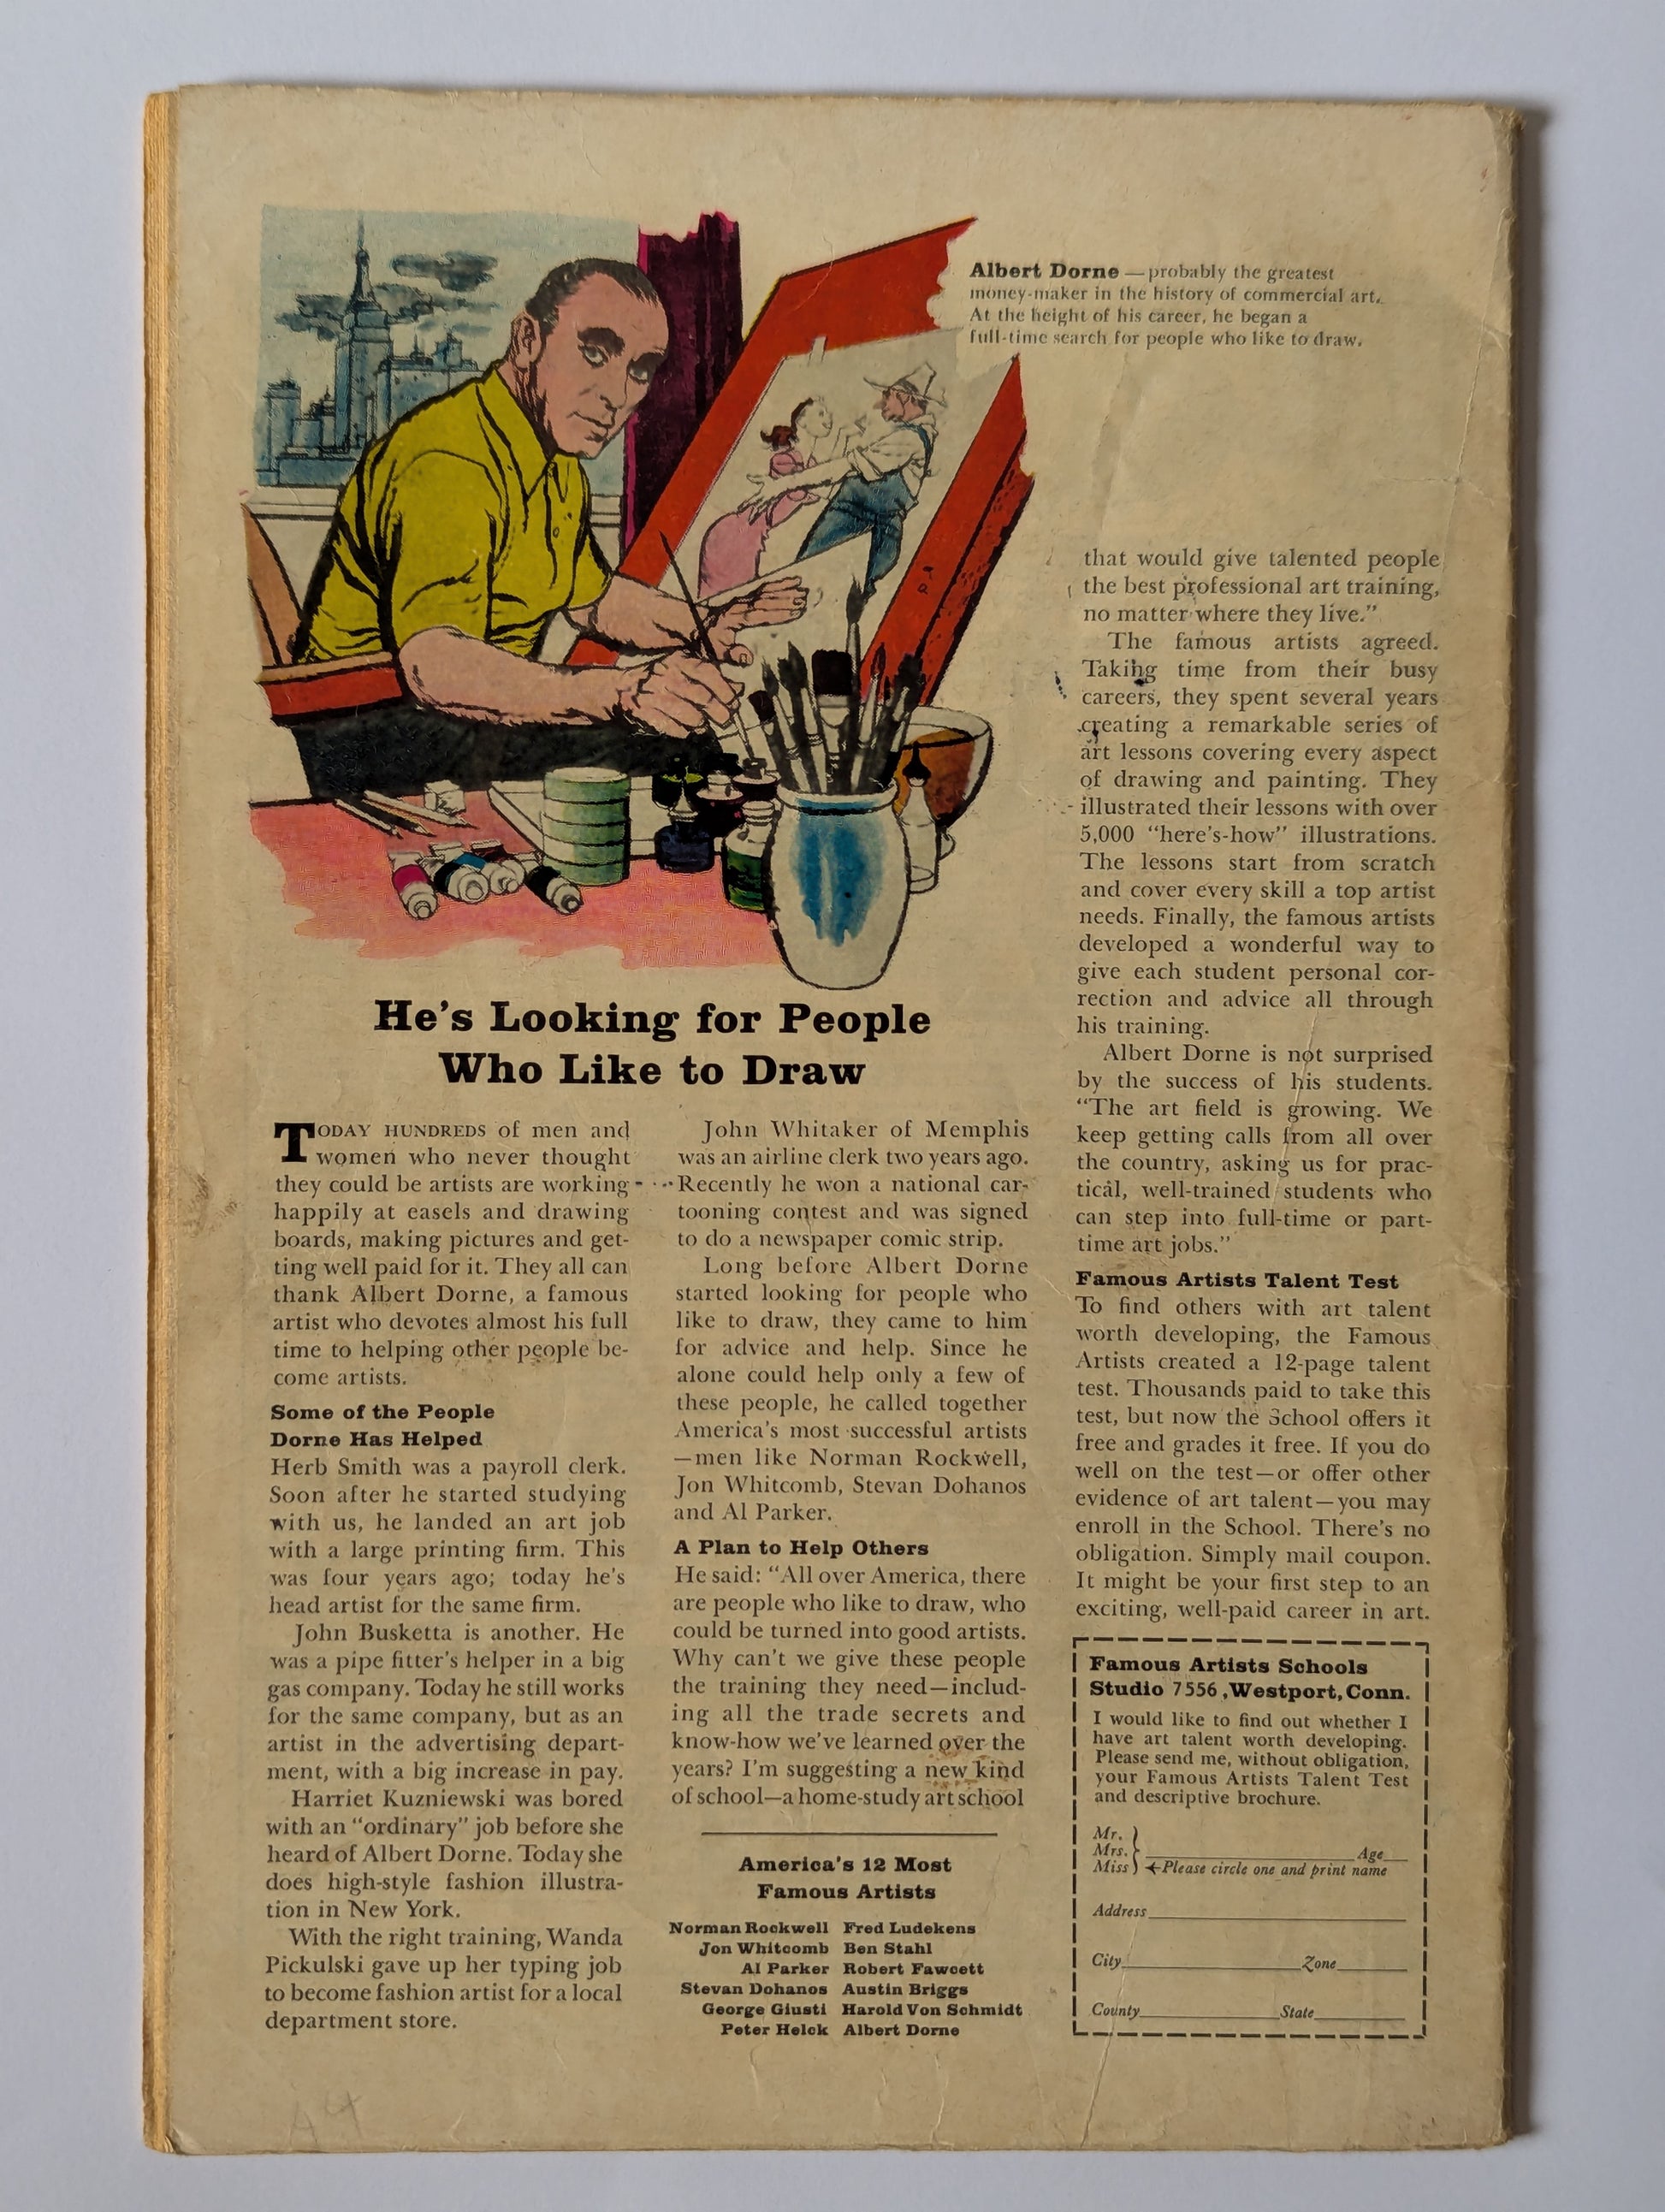 Albert Dorne — probably the greatest
money-maker in the history of commercial art.
At the height of his career, he began a
full-time search for people who like to draw.
He's Looking for People
Who Like to Draw
TODAY HUNDREDS of men and
women who never thought
they could be artists are working
happily at easels and drawing
boards, making pictures and get-
ting well paid for it. They all can
thank Albert Dorne, a famous
artist who devotes almost his full
time to helping other people be-
come artists.
Some of the People
Dorne Has Helped
Herb Smith was a payroll clerk.
Soon after he started studying
with us, he landed an art job
with a large printing firm. This
was four years ago; today he's
head artist for the same firm.
John Busketta is another. He
was a pipe fitter's helper in a big
gas company. Today he still works
for the same company, but as an
artist in the advertising depart-
ment, with a big increase in pay.
Harriet Kuzniewski was bored
with an “ordinary” job before she
heard of Albert Dorne. Today she
does high-style fashion illustra-
tion in New York.
With the right training, Wanda
Pickulski gave up her typing job
to become fashion artist for a local
department store.
John Whitaker of Memphis
was an airline clerk two years ago.
Recently he won a national car-
tooning contest and was signed
to do a newspaper comic strip.
Long before Albert Dorne
started looking for people who
like to draw, they came to him
for advice and help. Since he
alone could help only a few of
these people, he called together
America's most successful artists
—men like Norman Rockwell,
Jon Whitcomb, Stevan Dohanos
and Al Parker.
A Plan to Help Others
He said: “All over America, there
are people who like to draw, who
could be turned into good artists.
Why can't we give these people
the training they need—includ-
ing all the trade secrets and
know-how we've learned over the
years? I'm suggesting a new kind
of school—a home-study art school
America's 12 Most
Famous Artists
Norman Rockwell Fred Ludekens
Jon Whitcomb Ben Stahl
Al Parker Robert Fawcett
Stevan Dohanos Austin Briggs
George Giusti Harold Von Schmidt
Peter Helck Albert Dorne
that would give talented people
the best professional art training,
no matter where they live.”
The famous artists agreed.
Taking time from their busy
careers, they spent several years
creating a remarkable series of
art lessons covering every aspect
of drawing and painting. They
illustrated their lessons with over
5,000 “here's-how” illustrations.
The lessons start from scratch
and cover every skill a top artist
needs. Finally, the famous artists
developed a wonderful way to
give each student personal cor-
rection and advice all through
his training.
Albert Dorne is not surprised
by the success of his students.
“The art field is growing. We
keep getting calls from all over
the country, asking us for prac-
tical, well-trained students who
can step into full-time or part-
time art jobs.”
Famous Artists Talent Test
To find others with art talent
worth developing, the Famous
Artists created a 12-page talent
test. Thousands paid to take this
test, but now the School offers it
free and grades it free. If you do
well on the test—or offer other
evidence of art talent—you may
enroll in the School. There's no
obligation. Simply mail coupon.
It might be your first step to an
exciting, well-paid career in art.
Famous Artists Schools
Studio 7556, Westport, Conn.
I would like to find out whether I
have art talent worth developing.
Please send me, without obligation,
your Famous Artists Talent Test
and descriptive brochure.
Mr.
Mrs. Age
Miss ←Please circle one and print name
Address
City Zone
County State
44